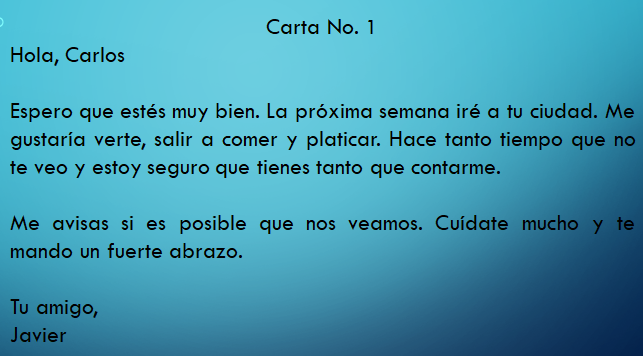 Carta No. 1
Hola, Carlos
Espero que estés muy bien. La próxima semana iré a tu ciudad. Me
gustaría verte, salir a comer y platicar. Hace tanto tiempo que no
te veo y estoy seguro que tienes tanto que contarme.
Me avisas si es posible que nos veamos. Cuídate mucho y te
mando un fuerte abrazo.
Tu amigo,
Javier